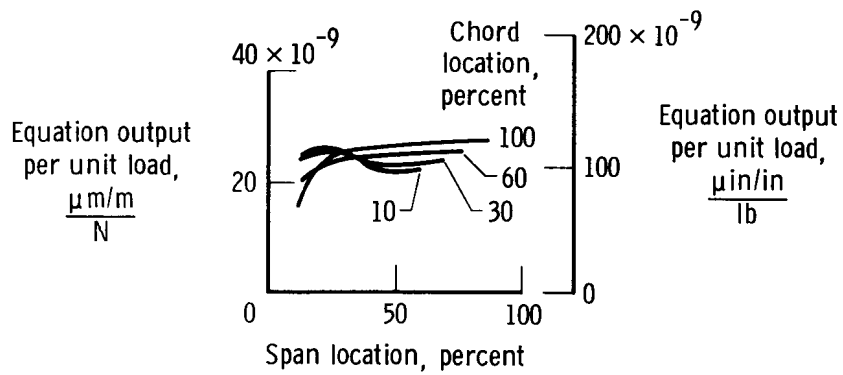 40 × 10⁻⁹
Chord
location,
percent
200 × 10⁻⁹
Equation output
per unit load,
μm/m
N
20
100
60
30
10
Equation output
per unit load,
μin/in
lb
100
0
0
50
100
Span location, percent